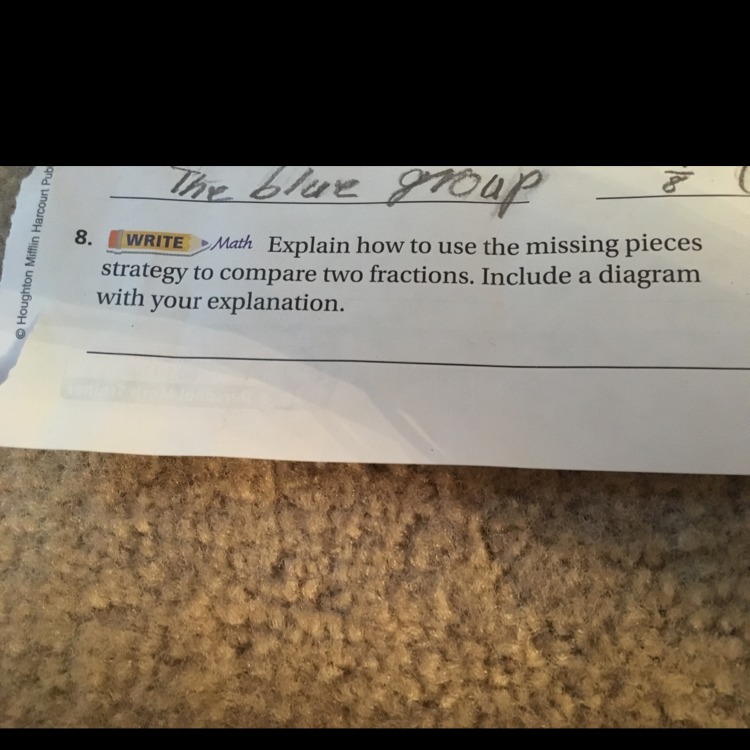 The blue group
8
© Houghton Mifflin Harcourt Pub
8. WRITE Math Explain how to use the missing pieces
strategy to compare two fractions. Include a diagram
with your explanation.